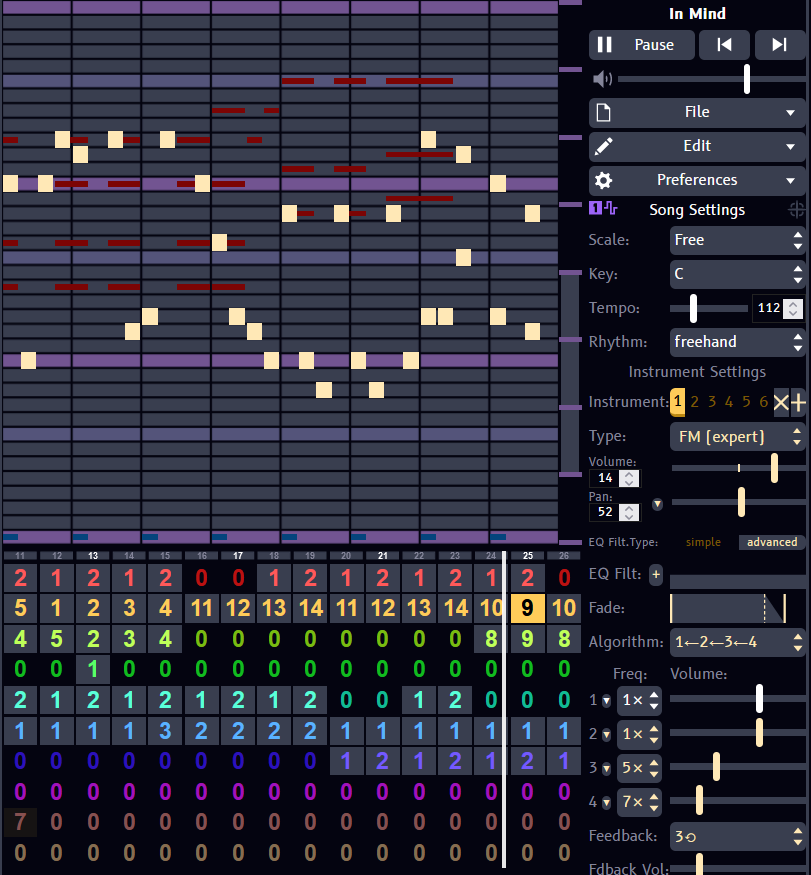 In Mind
Pause
File
Edit
Preferences
1 Song Settings
Scale: Free
Key: C
Tempo: 112
Rhythm: freehand
Instrument Settings
Instrument: 1 2 3 4 5 6
Type: FM (expert)
Volume:
14
Pan:
52
EQ Filt.Type: simple advanced
EQ Filt: +
Fade:
Algorithm: 1←2←3←4
Freq: Volume:
1 1×
2 1×
3 5×
4 7×
Feedback: 3⟲
Fdback Vol:
11 12 13 14 15 16 17 18 19 20 21 22 23 24 25 26
2 1 2 1 2 0 0 1 2 1 2 1 2 1 2 0
5 1 2 3 4 11 12 13 14 11 12 13 14 10 9 10
4 5 2 3 4 0 0 0 0 0 0 0 0 8 9 8
0 0 1 0 0 0 0 0 0 0 0 0 0 0 0 0
2 1 2 1 2 1 2 1 2 0 0 1 2 0 0 0
1 1 1 1 3 2 2 2 2 1 1 1 1 1 1 1
0 0 0 0 0 0 0 0 0 1 2 1 2 1 2 1
0 0 0 0 0 0 0 0 0 0 0 0 0 0 0 0
7 0 0 0 0 0 0 0 0 0 0 0 0 0 0 0
0 0 0 0 0 0 0 0 0 0 0 0 0 0 0 0